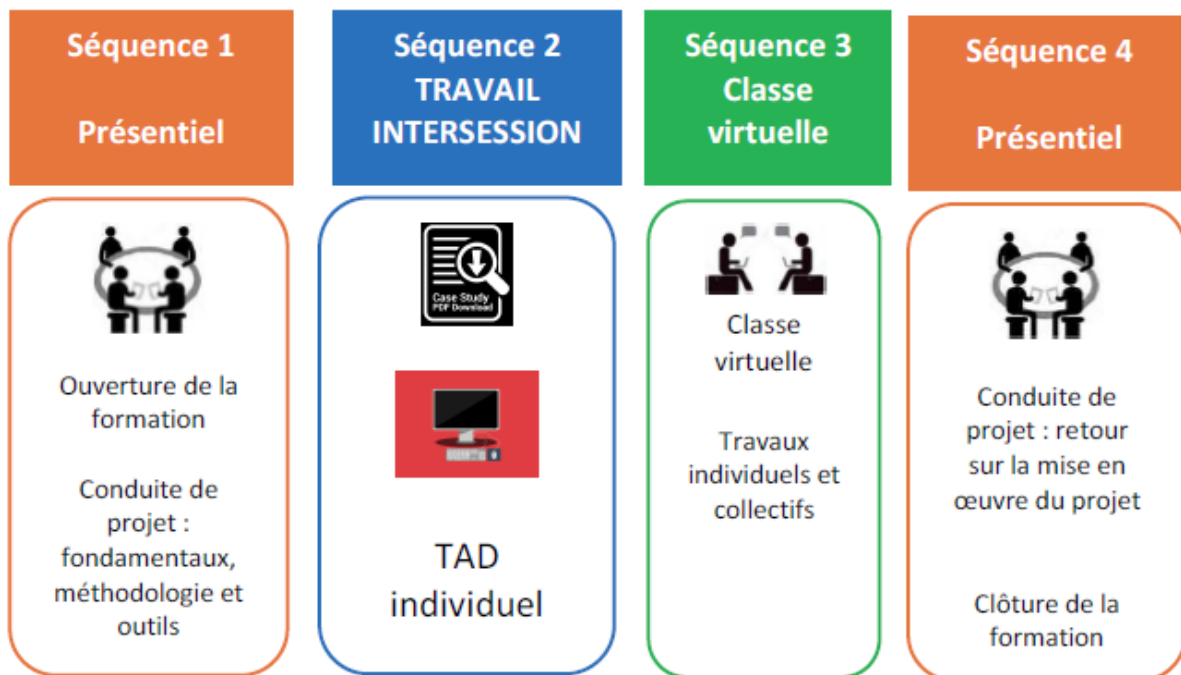 Séquence 1
Présentiel
Ouverture de la
formation
Conduite de
projet :
fondamentaux,
méthodologie et
outils
Séquence 2
TRAVAIL
INTERSESSION
Case Study
PDF Download
TAD
individuel
Séquence 3
Classe
virtuelle
Classe
virtuelle
Travaux
individuels et
collectifs
Séquence 4
Présentiel
Conduite de
projet : retour
sur la mise en
œuvre du projet
Clôture de la
formation